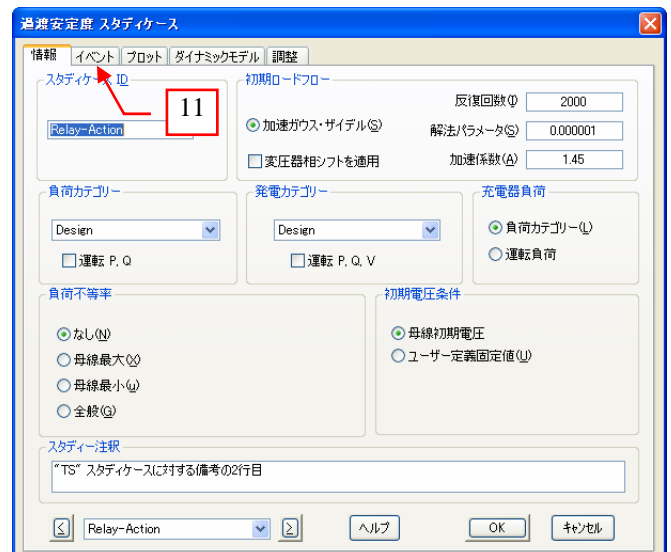 過渡安定度 スタディケース
情報 イベント プロット ダイナミックモデル 調整
スタディケース ID
Relay-Action
11
初期ロードフロー
加速ガウス・ザイデル(S)
変圧器相シフトを適用
反復回数(I) 2000
解法パラメータ(S) 0.000001
加速係数(A) 1.45
負荷カテゴリー
Design
運転 P, Q
発電カテゴリー
Design
運転 P, Q, V
充電器負荷
負荷カテゴリー(L)
運転負荷
負荷不等率
なし(N)
母線最大(X)
母線最小(u)
全般(G)
初期電圧条件
母線初期電圧
ユーザー定義固定値(U)
スタディー注釈
"TS" スタディケースに対する備考の2行目
< Relay-Action > ヘルプ OK キャンセル